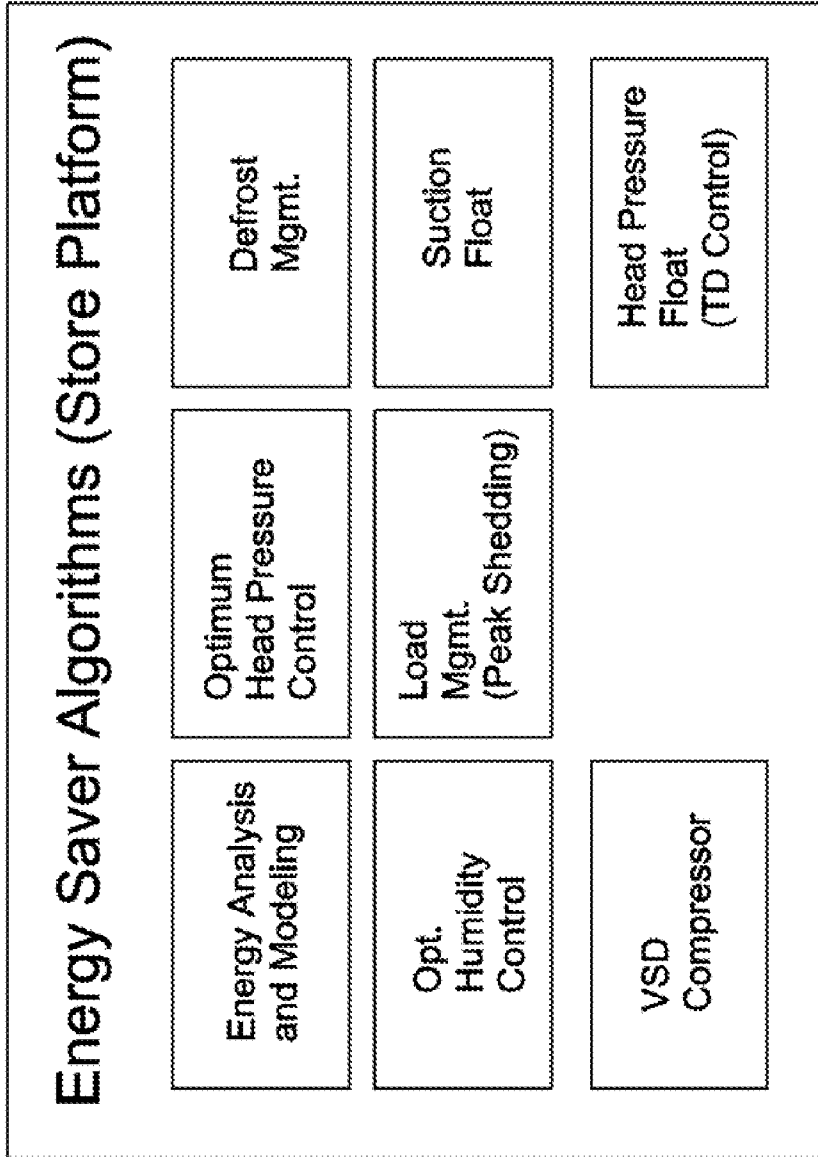 Energy Saver Algorithms (Store Platform)
Energy Analysis
and Modeling
Optimum
Head Pressure
Control
Defrost
Mgmt.
Opt.
Humidity
Control
Load
Mgmt.
(Peak Shedding)
Suction
Float
VSD
Compressor
Head Pressure
Float
(TD Control)